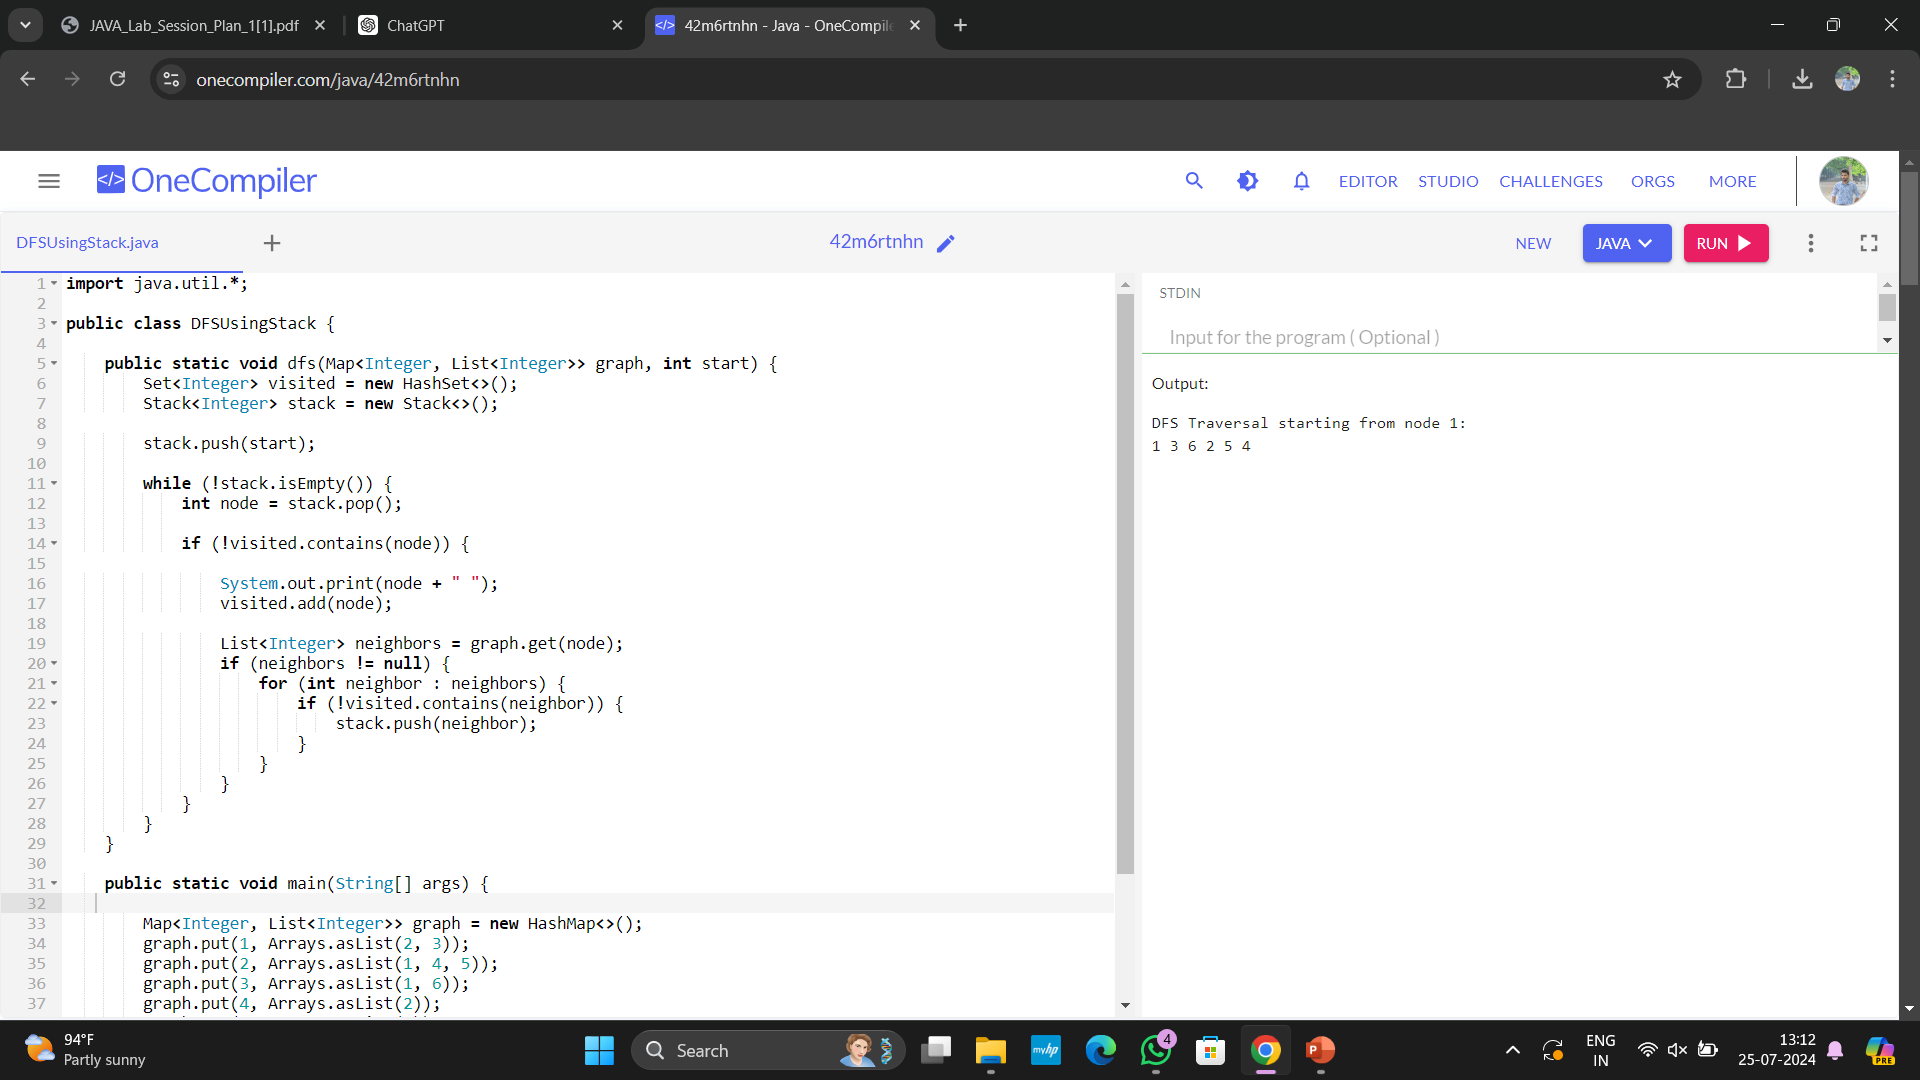 JAVA_Lab_Session_Plan_1[1].pdf
ChatGPT
42m6rtnhn - Java - OneCompile
onecompiler.com/java/42m6rtnhn
</> OneCompiler
EDITOR STUDIO CHALLENGES ORGS MORE
DFSUsingStack.java
42m6rtnhn
NEW
JAVA
RUN
1 import java.util.*;
2
3 public class DFSUsingStack {
4
5 public static void dfs(Map<Integer, List<Integer>> graph, int start) {
6 Set<Integer> visited = new HashSet<>();
7 Stack<Integer> stack = new Stack<>();
8
9 stack.push(start);
10
11 while (!stack.isEmpty()) {
12 int node = stack.pop();
13
14 if (!visited.contains(node)) {
15
16 System.out.print(node + " ");
17 visited.add(node);
18
19 List<Integer> neighbors = graph.get(node);
20 if (neighbors != null) {
21 for (int neighbor : neighbors) {
22 if (!visited.contains(neighbor)) {
23 stack.push(neighbor);
24 }
25 }
26 }
27 }
28 }
29 }
30
31 public static void main(String[] args) {
32
33 Map<Integer, List<Integer>> graph = new HashMap<>();
34 graph.put(1, Arrays.asList(2, 3));
35 graph.put(2, Arrays.asList(1, 4, 5));
36 graph.put(3, Arrays.asList(1, 6));
37 graph.put(4, Arrays.asList(2));
STDIN
Input for the program ( Optional )
Output:
DFS Traversal starting from node 1:
1 3 6 2 5 4
94°F
Partly sunny
Search
myhp
4
P
ENG
IN
13:12
25-07-2024
PRE